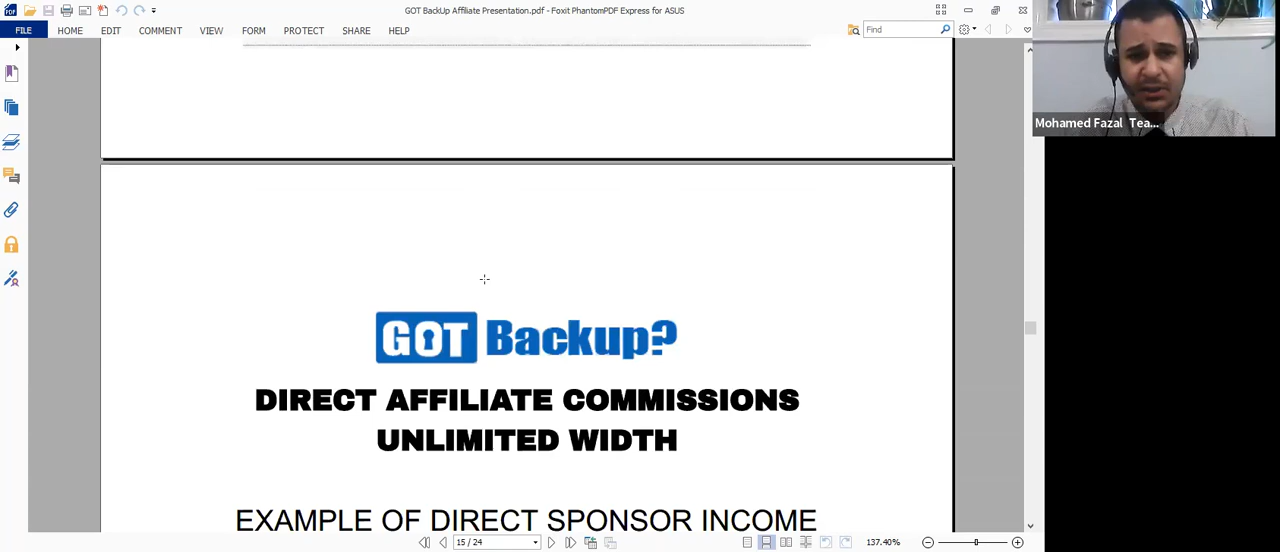 GOT BackUp Affiliate Presentation.pdf - Foxit PhantomPDF Express for ASUS
FILE HOME EDIT COMMENT VIEW FORM PROTECT SHARE HELP
Find
Mohamed Fazal Tea...
GOT Backup?
DIRECT AFFILIATE COMMISSIONS
UNLIMITED WIDTH
EXAMPLE OF DIRECT SPONSOR INCOME
15 / 24
137.40%